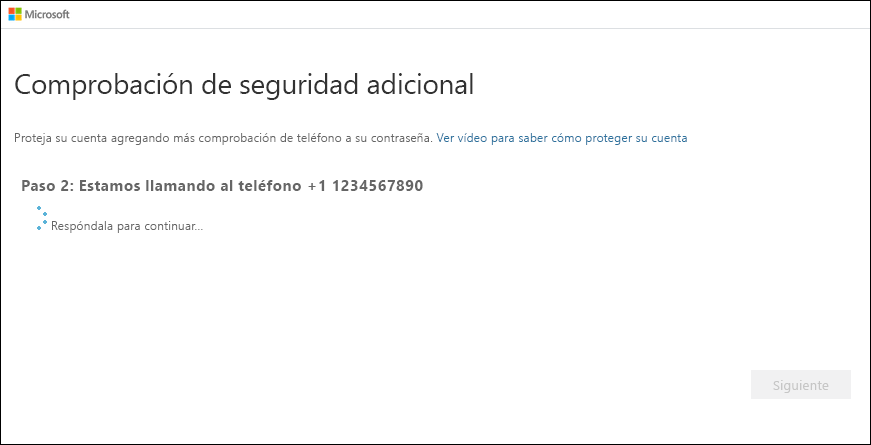 Microsoft
Comprobación de seguridad adicional
Proteja su cuenta agregando más comprobación de teléfono a su contraseña. Ver vídeo para saber cómo proteger su cuenta
Paso 2: Estamos llamando al teléfono +1 1234567890
Respóndala para continuar...
Siguiente